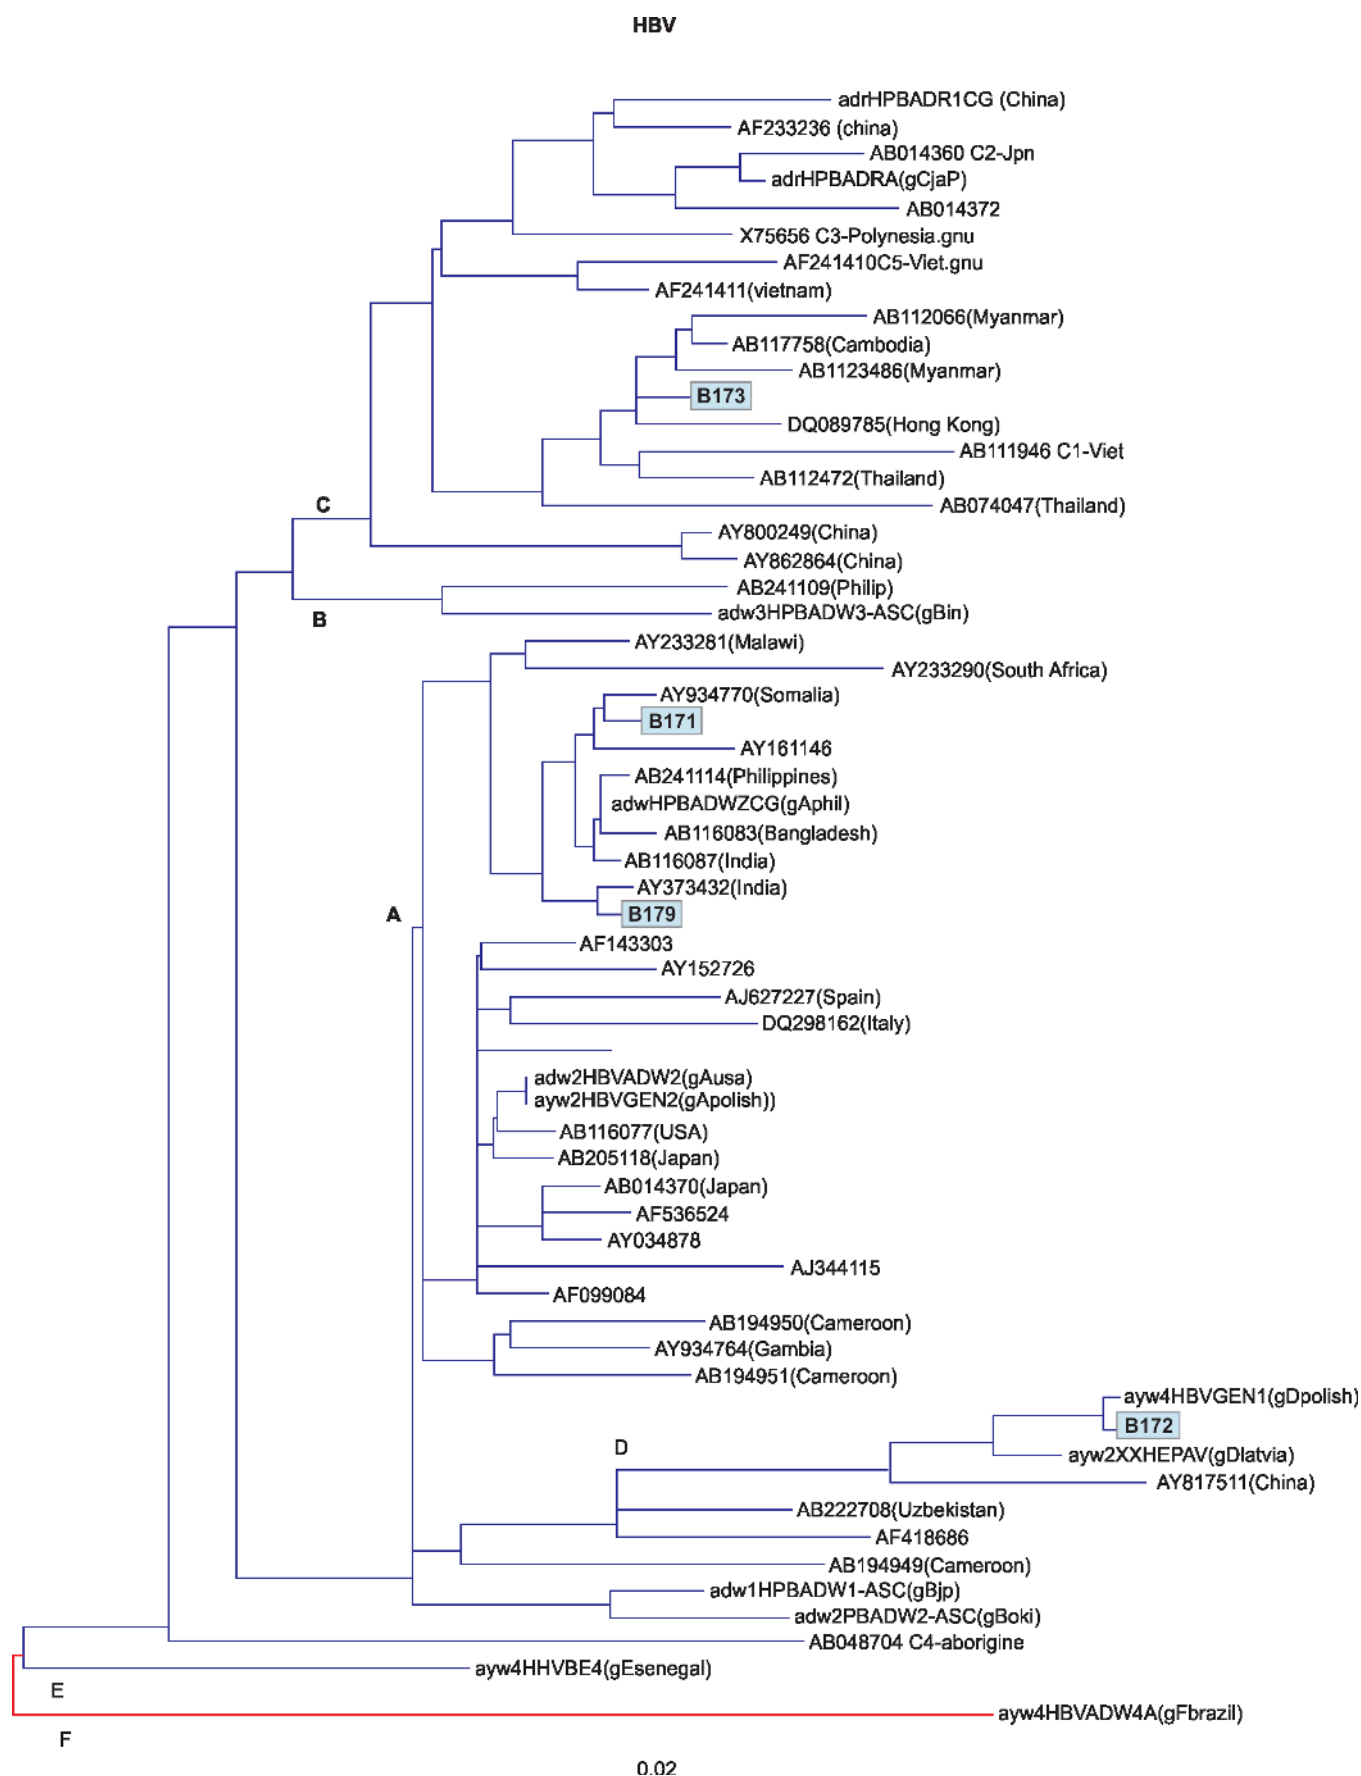 HBV
adrHPBADR1CG (China)
AF233236 (china)
AB014360 C2-Jpn
adrHPBADRA(gCjaP)
AB014372
X75656 C3-Polynesia.gnu
AF241410C5-Viet.gnu
AF241411(vietnam)
AB112066(Myanmar)
AB117758(Cambodia)
AB1123486(Myanmar)
B173
DQ089785(Hong Kong)
AB111946 C1-Viet
AB112472(Thailand)
AB074047(Thailand)
C
AY800249(China)
AY862864(China)
AB241109(Philip)
adw3HPBADW3-ASC(gBin)
B
AY233281(Malawi)
AY233290(South Africa)
AY934770(Somalia)
B171
AY161146
AB241114(Philippines)
adwHPBADWZCG(gAphil)
AB116083(Bangladesh)
AB116087(India)
AY373432(India)
A
B179
AF143303
AY152726
AJ627227(Spain)
DQ298162(Italy)
adw2HBVADW2(gAusa)
ayw2HBVGEN2(gApolish))
AB116077(USA)
AB205118(Japan)
AB014370(Japan)
AF536524
AY034878
AJ344115
AF099084
AB194950(Cameroon)
AY934764(Gambia)
AB194951(Cameroon)
ayw4HBVGEN1(gDpolish)
B172
D
ayw2XXHEPAV(gDlatvia)
AY817511(China)
AB222708(Uzbekistan)
AF418686
AB194949(Cameroon)
adw1HPBADW1-ASC(gBjp)
adw2PBADW2-ASC(gBoki)
AB048704 C4-aborigine
ayw4HHVBE4(gEsenegal)
E
ayw4HBVADW4A(gFbrazil)
F
0.02